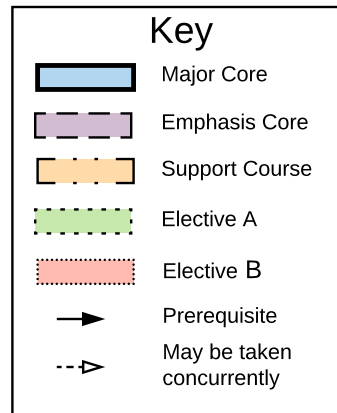 Key
Major Core
Emphasis Core
Support Course
Elective A
Elective B
Prerequisite
May be taken
concurrently